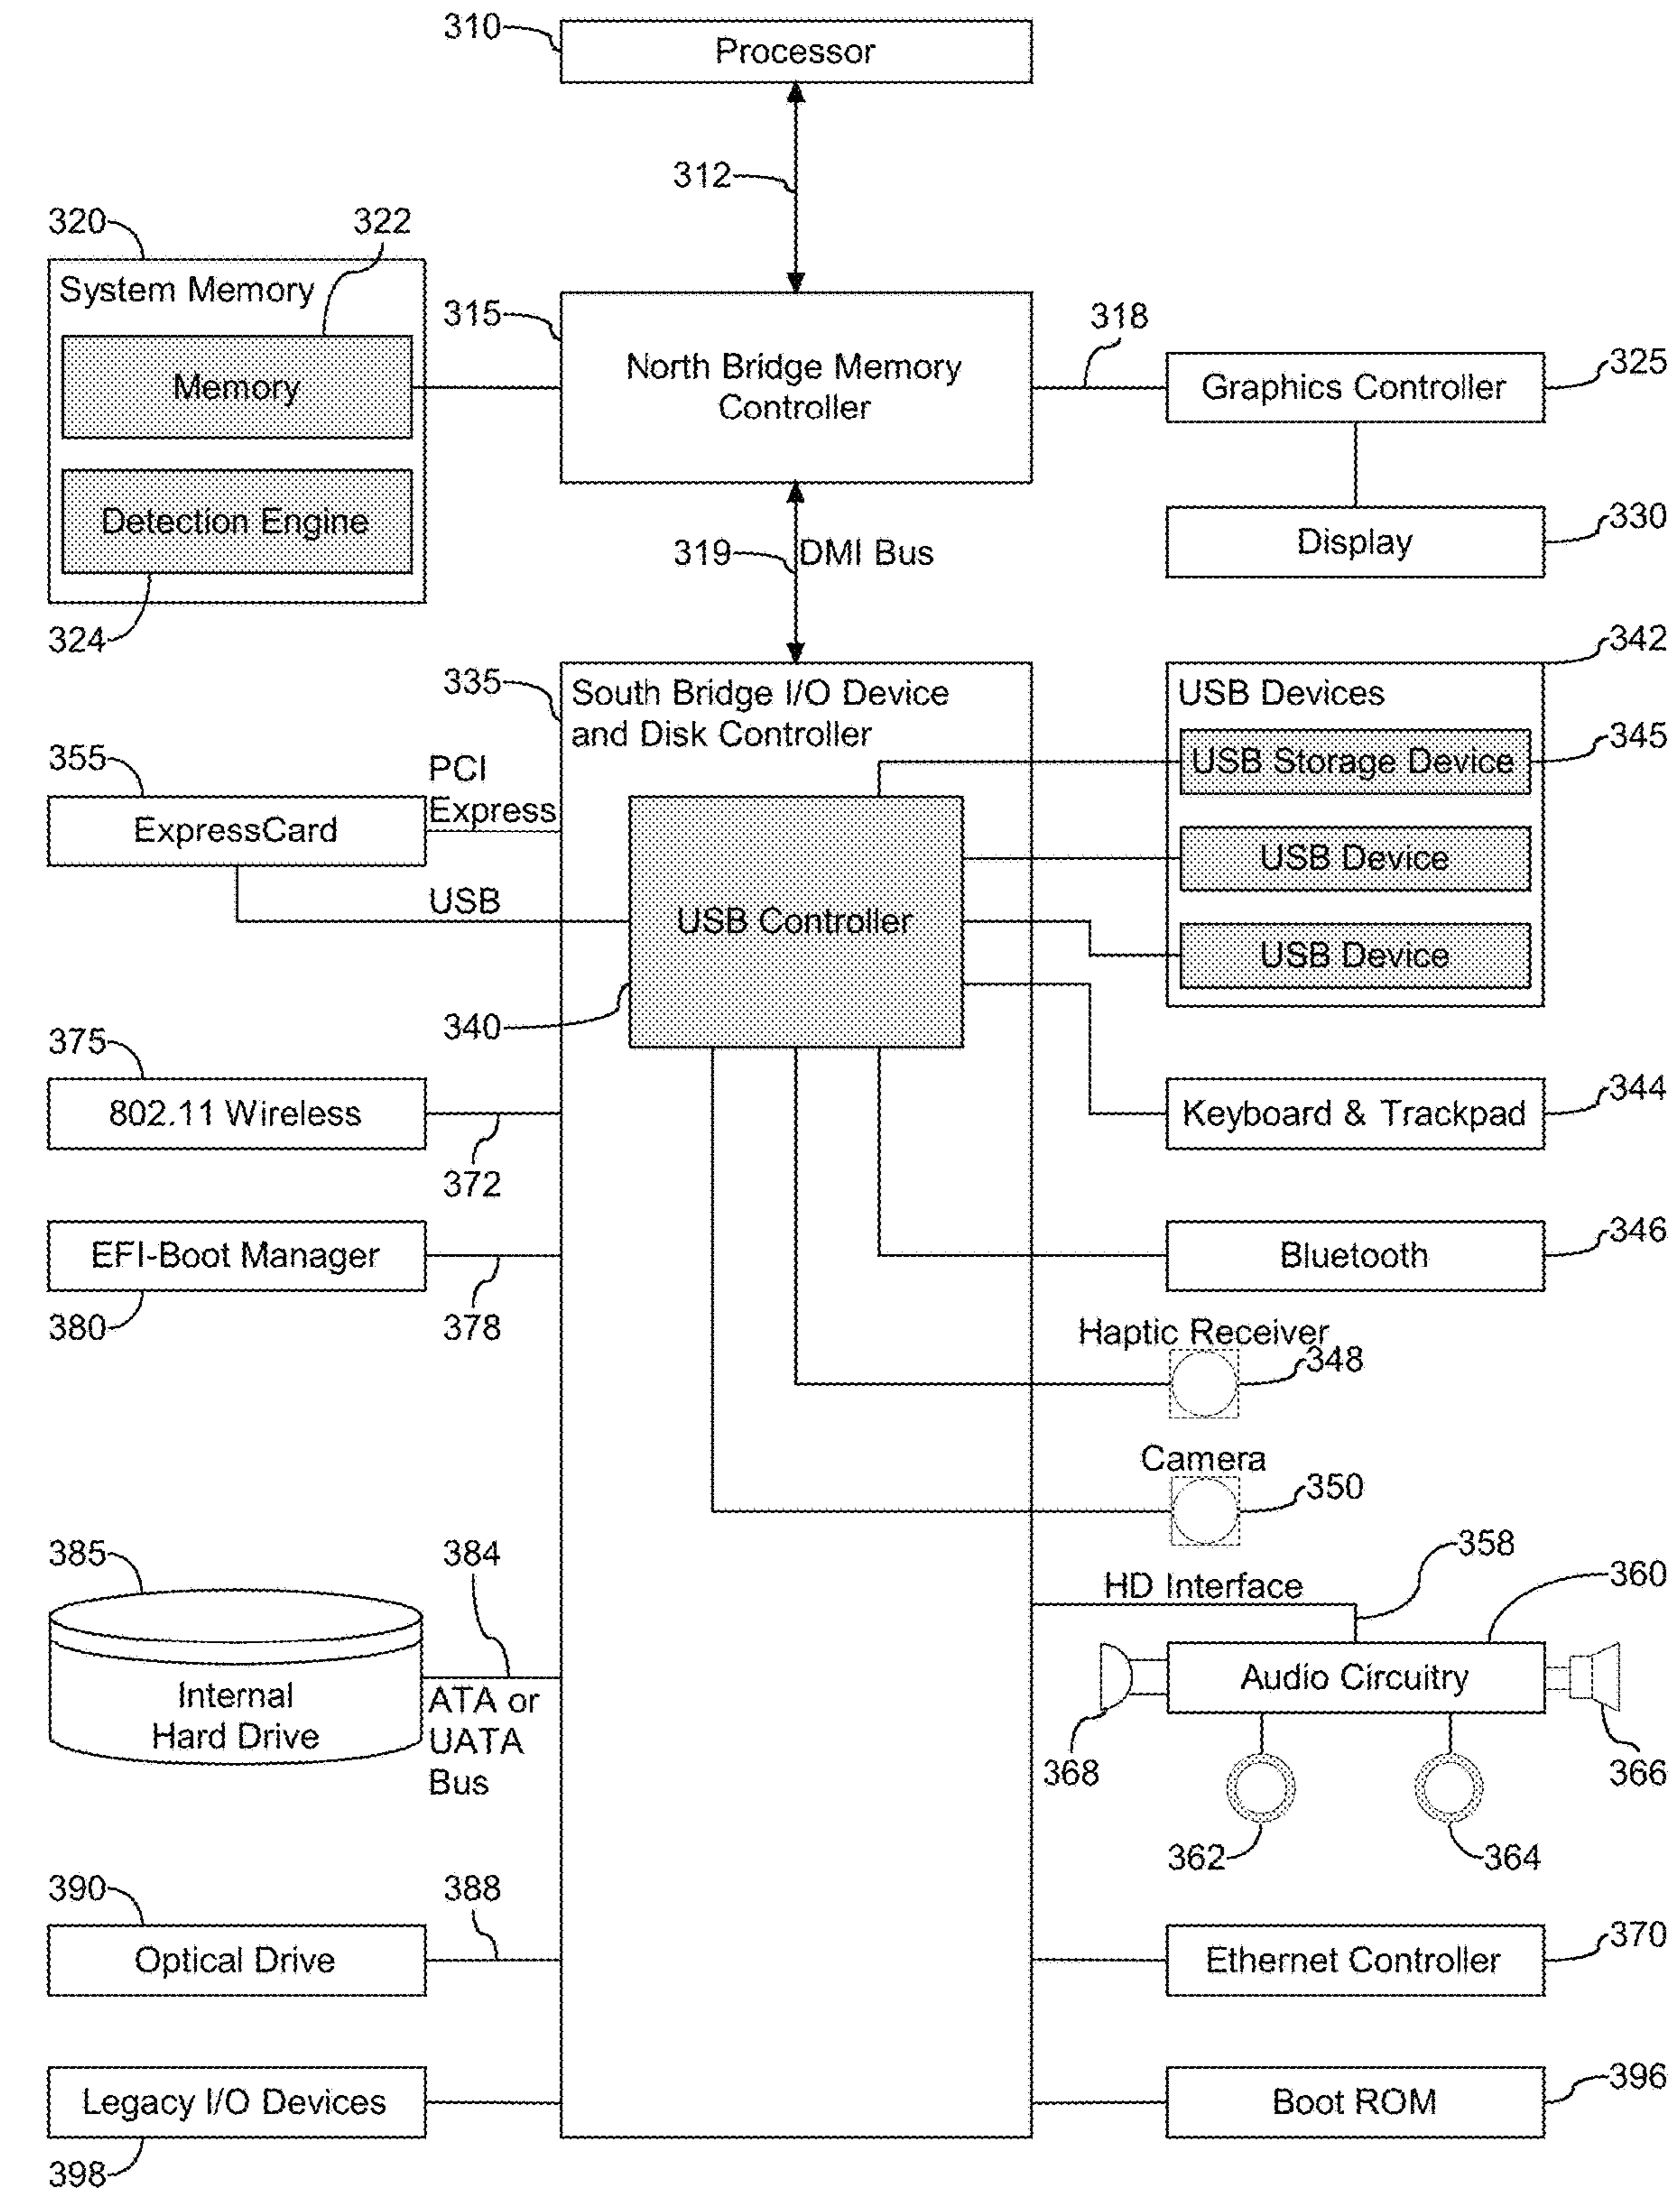 310
Processor
312
320
322
System Memory
315
318
325
Memory
North Bridge Memory
Controller
Graphics Controller
Detection Engine
330
Display
319
DMI Bus
324
342
335
South Bridge I/O Device
and Disk Controller
USB Devices
345
USB Storage Device
355
PCI
Express
ExpressCard
USB Device
USB
USB Controller
USB Device
340
375
344
802.11 Wireless
Keyboard & Trackpad
372
346
EFI-Boot Manager
Bluetooth
380
378
Haptic Receiver
348
Camera
350
385
384
358
HD Interface
360
Internal
Hard Drive
ATA or
UATA
Bus
Audio Circuitry
368
366
362
364
390
388
370
Optical Drive
Ethernet Controller
396
Legacy I/O Devices
Boot ROM
398